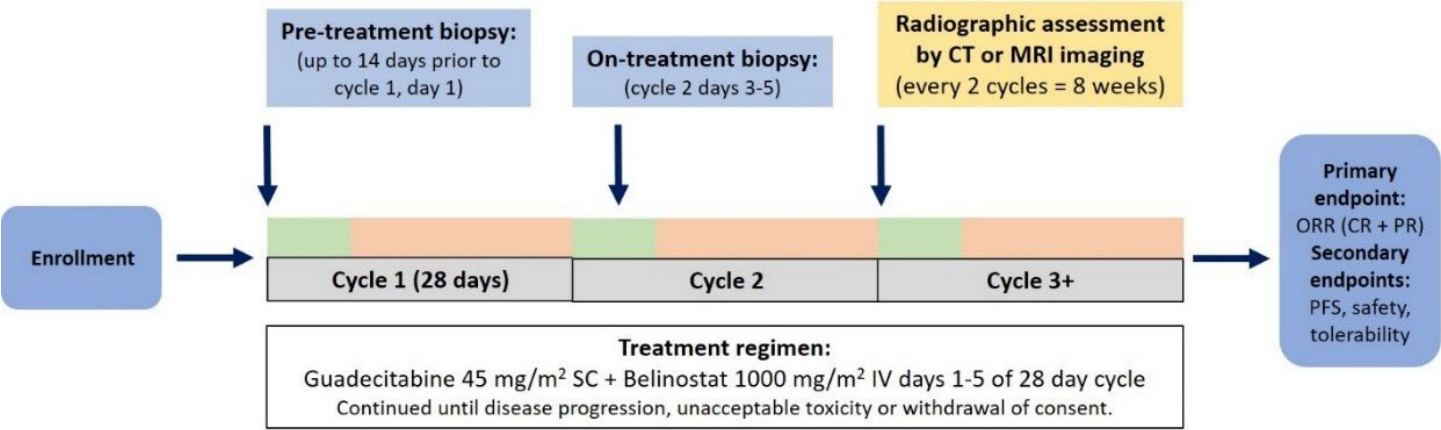 Pre-treatment biopsy:
(up to 14 days prior to
cycle 1, day 1)
On-treatment biopsy:
(cycle 2 days 3-5)
Radiographic assessment
by CT or MRI imaging
(every 2 cycles = 8 weeks)
Enrollment
Cycle 1 (28 days)
Cycle 2
Cycle 3+
Primary
endpoint:
ORR (CR + PR)
Secondary
endpoints:
PFS, safety,
tolerability
Treatment regimen:
Guadecitabine 45 mg/m² SC + Belinostat 1000 mg/m² IV days 1-5 of 28 day cycle
Continued until disease progression, unacceptable toxicity or withdrawal of consent.